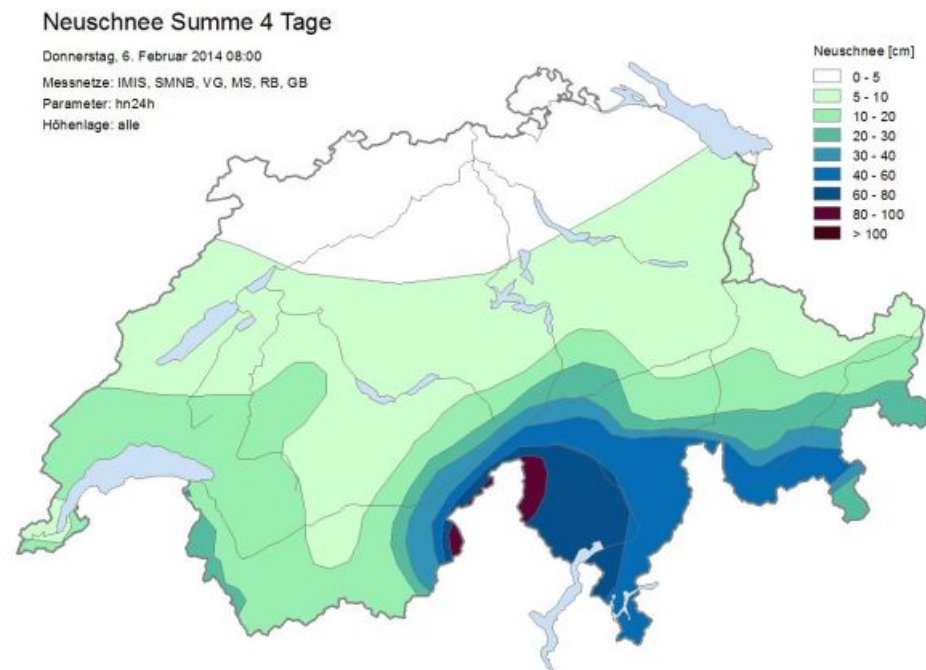 Neuschnee Summe 4 Tage
Donnerstag, 6. Februar 2014 08:00
Messnetze: IMIS, SMNB, VG, MS, RB, GB
Parameter: hn24h
Höhenlage: alle
Neuschnee [cm]
0 - 5
5 - 10
10 - 20
20 - 30
30 - 40
40 - 60
60 - 80
80 - 100
> 100